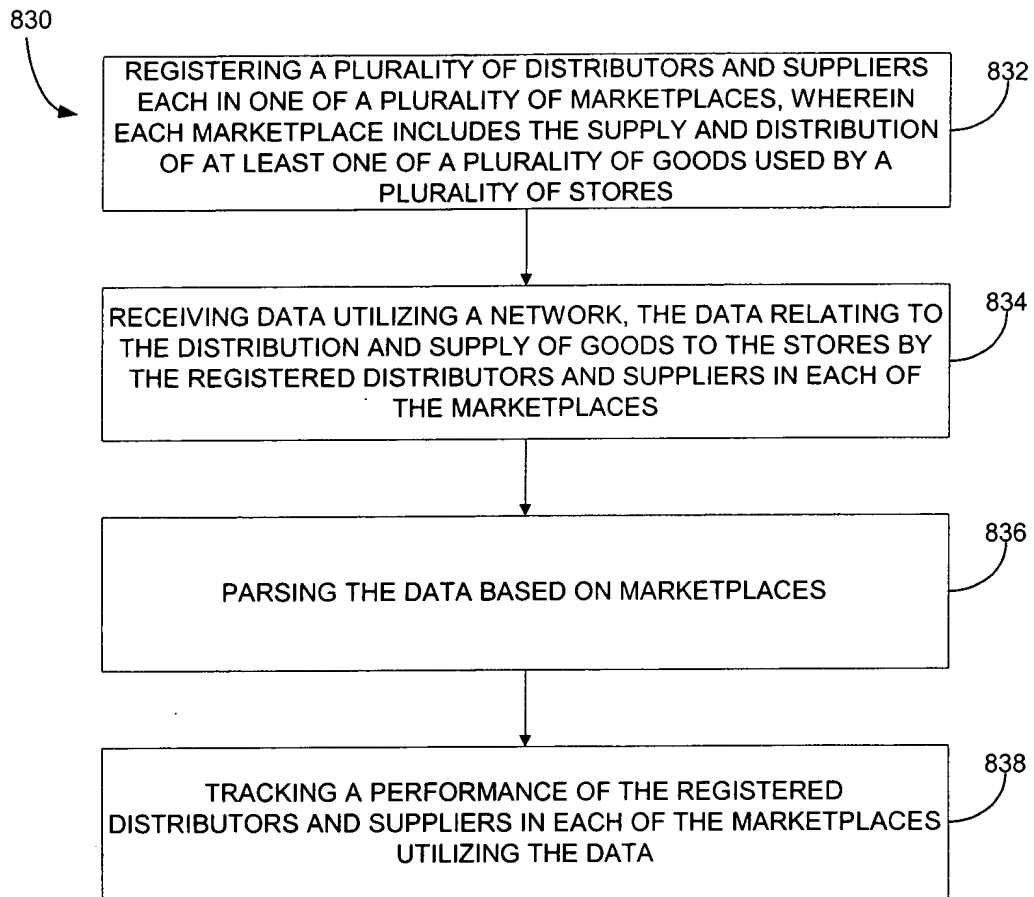 830
REGISTERING A PLURALITY OF DISTRIBUTORS AND SUPPLIERS
EACH IN ONE OF A PLURALITY OF MARKETPLACES, WHEREIN
EACH MARKETPLACE INCLUDES THE SUPPLY AND DISTRIBUTION
OF AT LEAST ONE OF A PLURALITY OF GOODS USED BY A
PLURALITY OF STORES
832
RECEIVING DATA UTILIZING A NETWORK, THE DATA RELATING TO
THE DISTRIBUTION AND SUPPLY OF GOODS TO THE STORES BY
THE REGISTERED DISTRIBUTORS AND SUPPLIERS IN EACH OF
THE MARKETPLACES
834
PARSING THE DATA BASED ON MARKETPLACES
836
TRACKING A PERFORMANCE OF THE REGISTERED
DISTRIBUTORS AND SUPPLIERS IN EACH OF THE MARKETPLACES
UTILIZING THE DATA
838